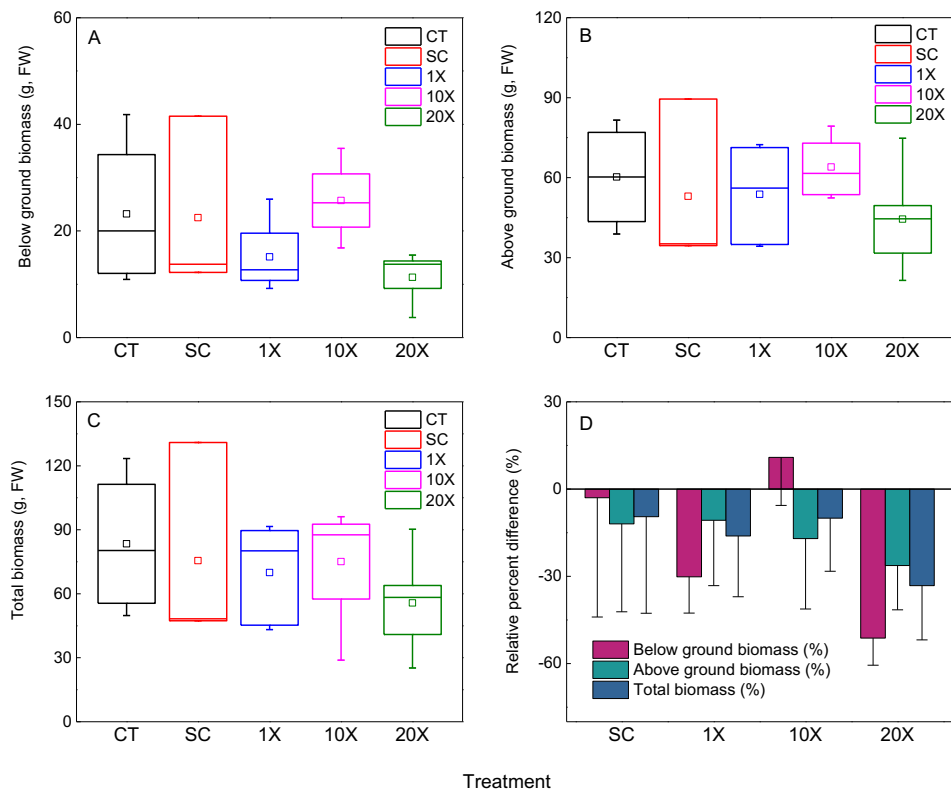 A
Below ground biomass (g, FW)
60
40
20
0
CT
SC
1X
10X
20X
CT
SC
1X
10X
20X
B
Above ground biomass (g, FW)
120
90
60
30
0
CT
SC
1X
10X
20X
CT
SC
1X
10X
20X
C
Total biomass (g, FW)
150
120
90
60
30
0
CT
SC
1X
10X
20X
CT
SC
1X
10X
20X
D
Relative percent difference (%)
30
0
-30
-60
Below ground biomass (%)
Above ground biomass (%)
Total biomass (%)
SC
1X
10X
20X
Treatment